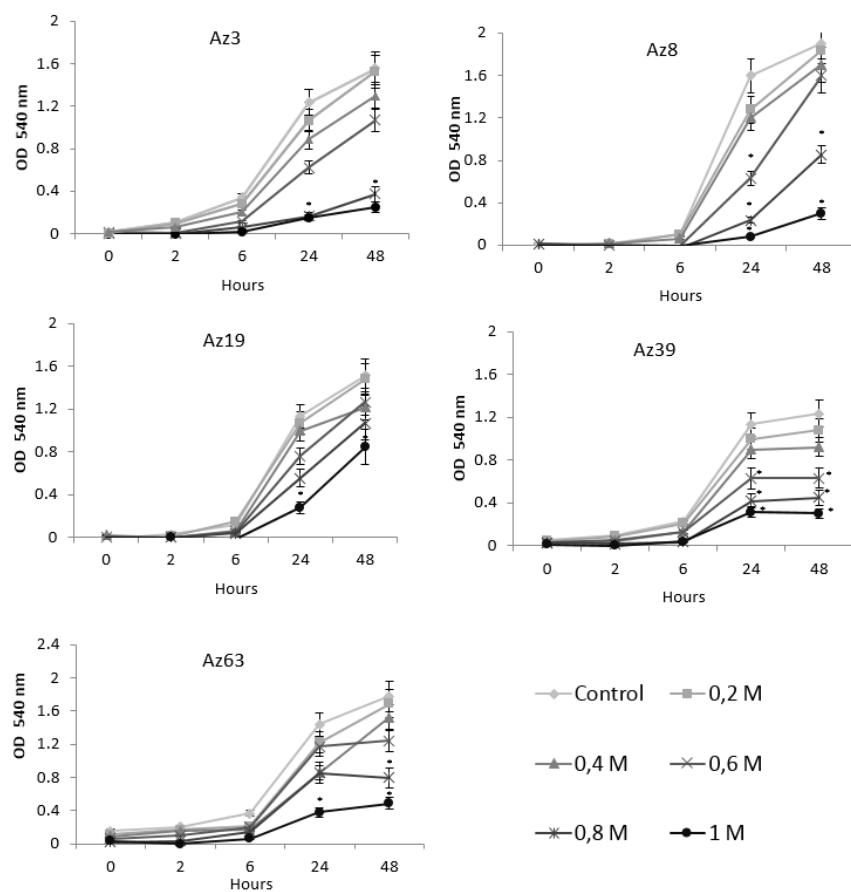 Az3
OD 540 nm
1.6
1.2
0.8
0.4
0
0 2 6 24 48
Hours
Az8
OD 540 nm
2
1.6
1.2
0.8
0.4
0
0 2 6 24 48
Hours
Az19
OD 540 nm
2
1.6
1.2
0.8
0.4
0
0 2 6 24 48
Hours
Az39
OD 540 nm
2
1.6
1.2
0.8
0.4
0
0 2 6 24 48
Hours
Az63
OD 540 nm
2.4
2
1.6
1.2
0.8
0.4
0
0 2 6 24 48
Hours
Control 0,2 M
0,4 M 0,6 M
0,8 M 1 M